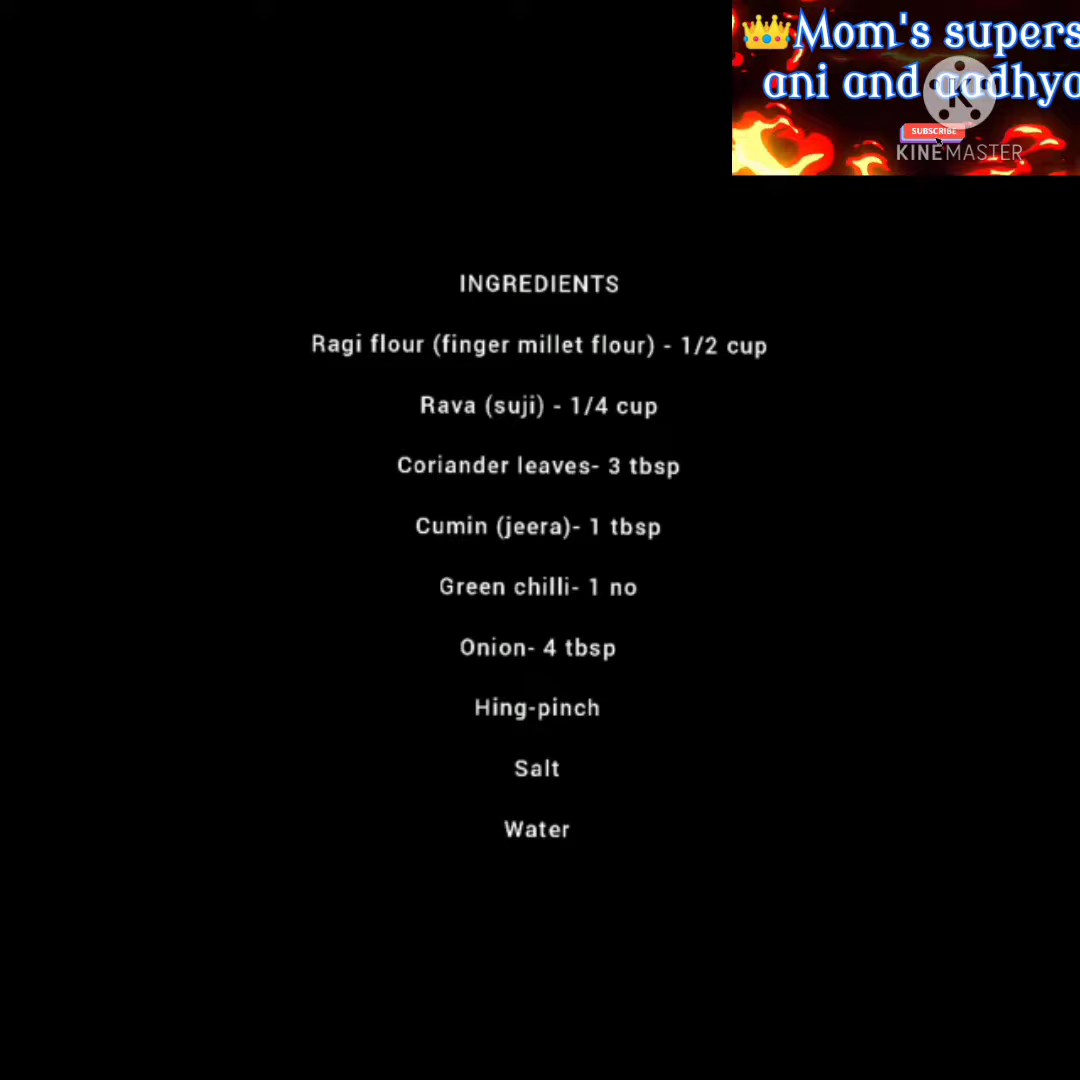 👑Mom's supers
ani and aadhya
SUBSCRIBE
KINEMASTER
INGREDIENTS
Ragi flour (finger millet flour) - 1/2 cup
Rava (suji) - 1/4 cup
Coriander leaves- 3 tbsp
Cumin (jeera)- 1 tbsp
Green chilli- 1 no
Onion- 4 tbsp
Hing-pinch
Salt
Water